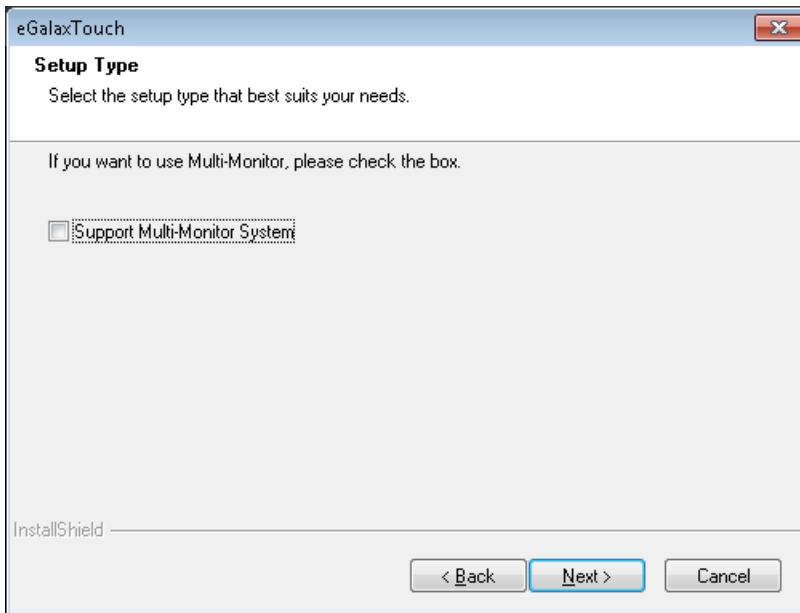 eGalaxTouch
Setup Type
Select the setup type that best suits your needs.
If you want to use Multi-Monitor, please check the box.
Support Multi-Monitor System
InstallShield
< Back Next > Cancel